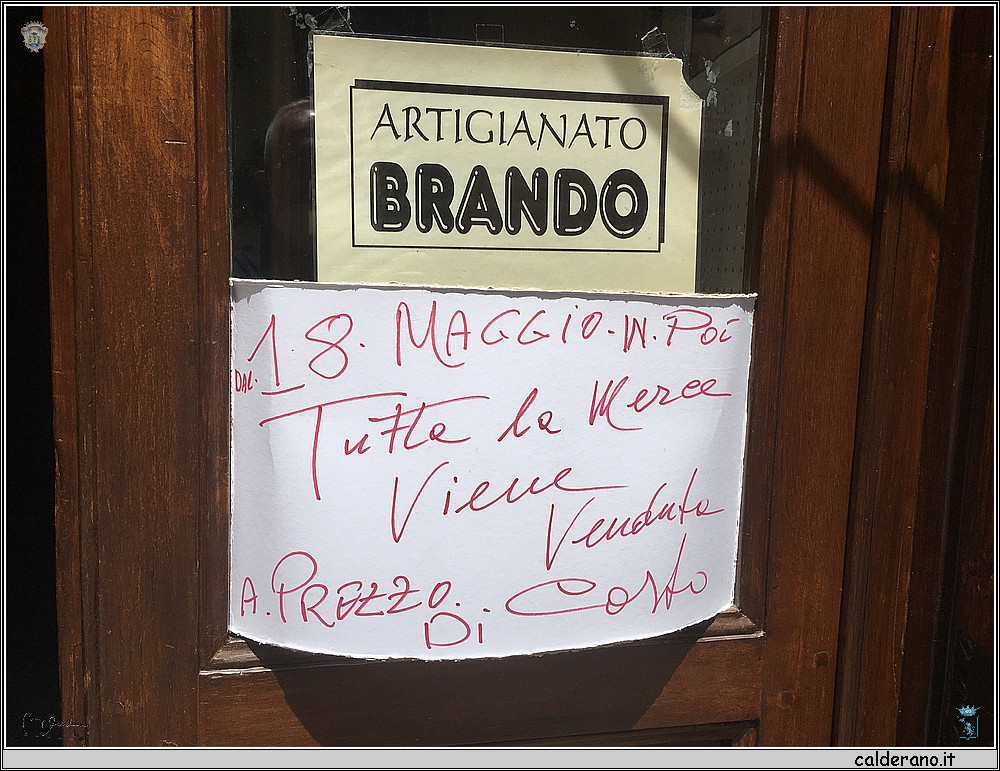 ARTIGIANATO
BRANDO
DAL. 18. MAGGIO. IN. POI
TuTTa la Merce
Viene
Venduta
A. PREZZO.
Di. Costo
calderano.it